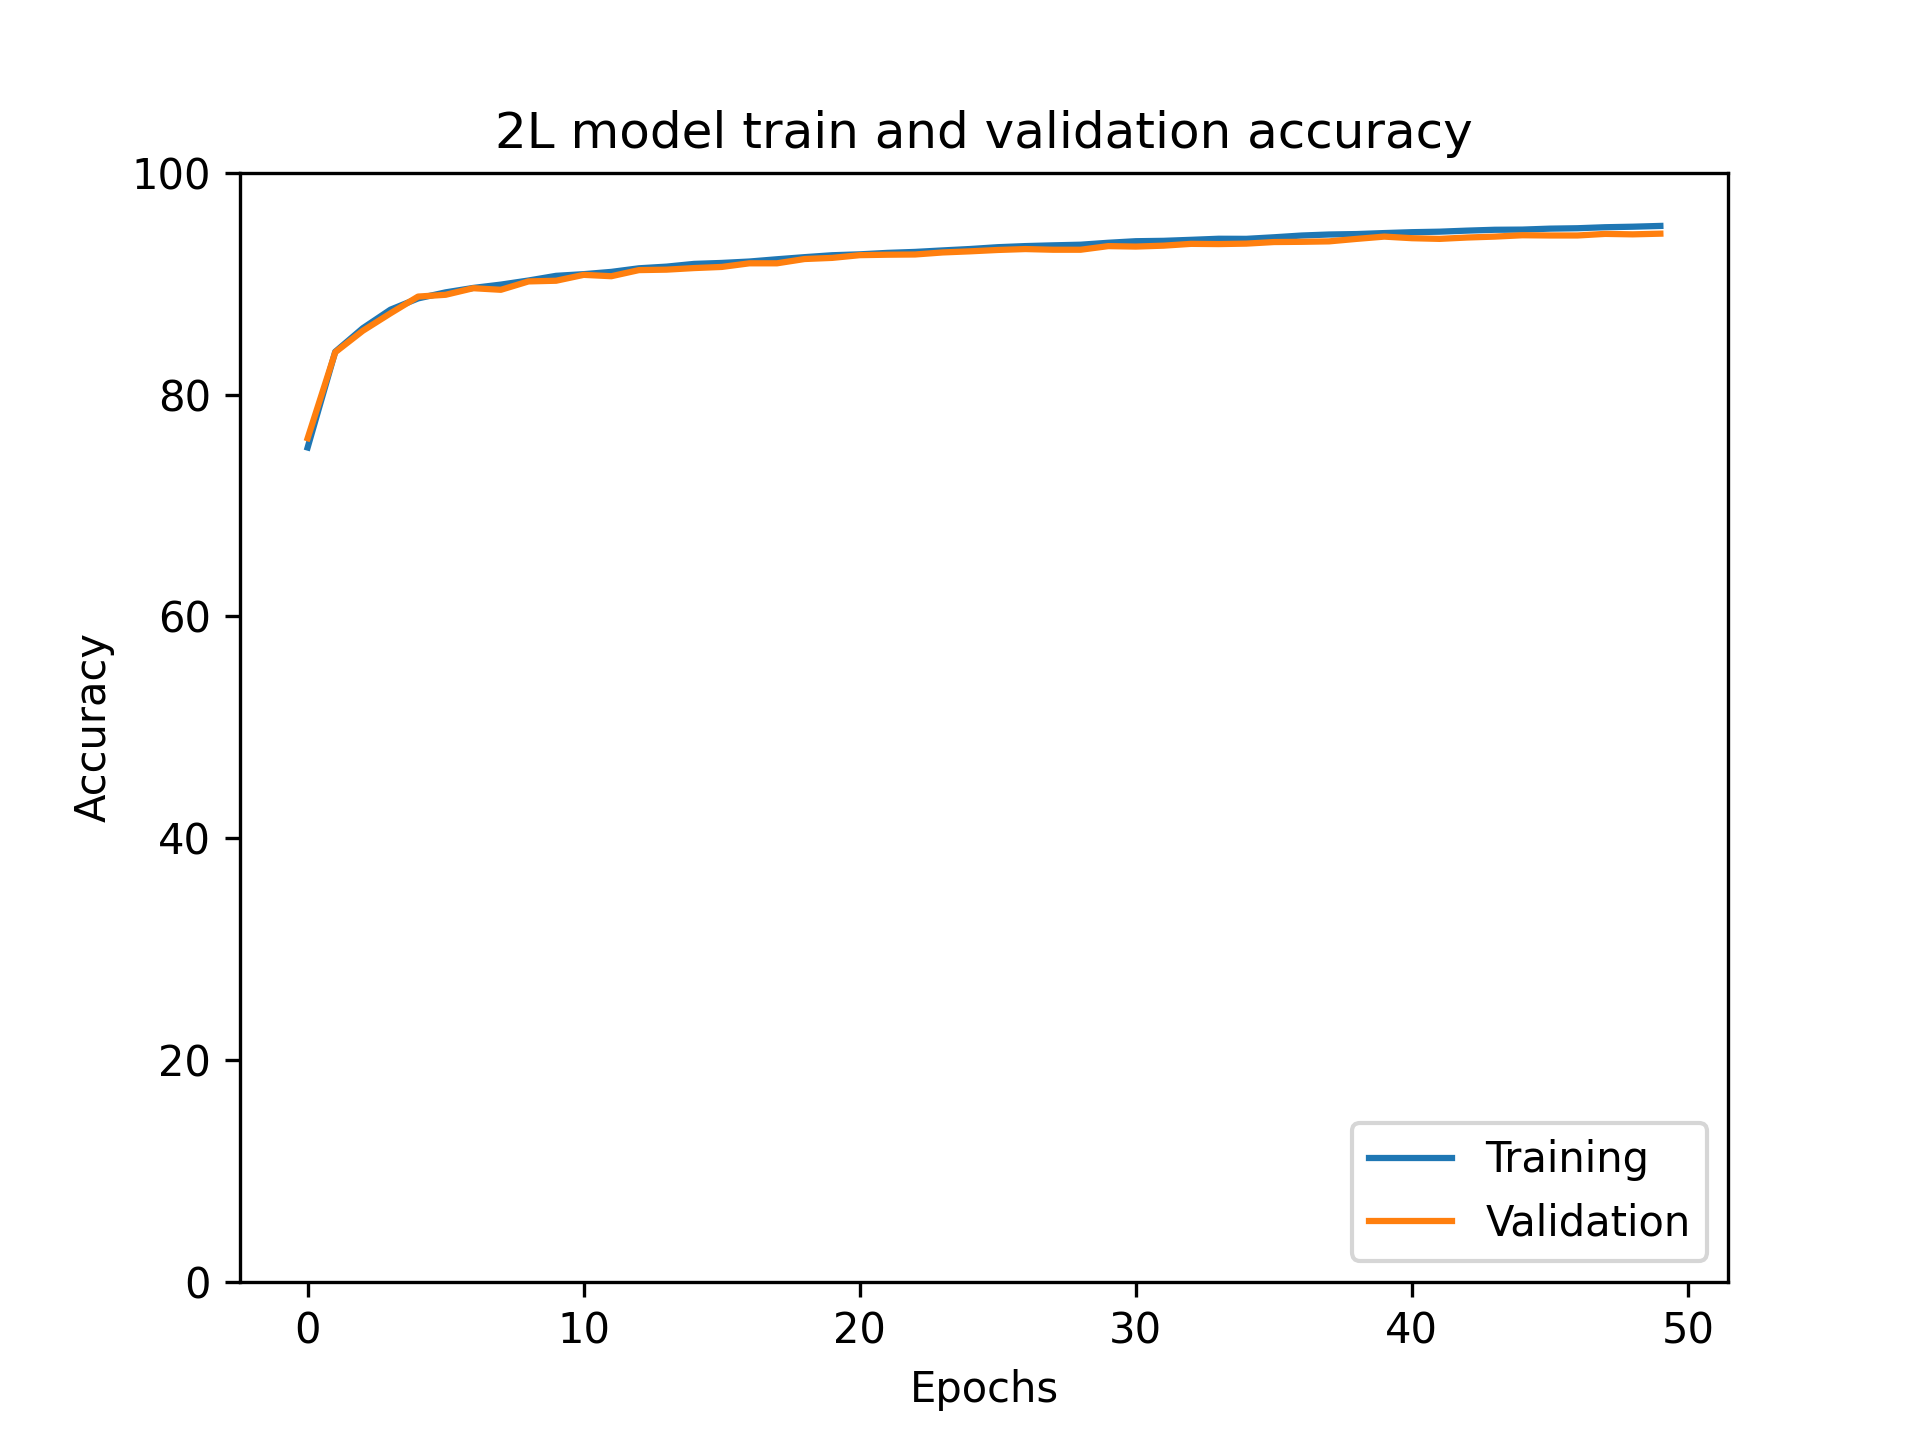 2L model train and validation accuracy
100
80
60
40
20
0
Accuracy
0 10 20 30 40 50
Epochs
Training
Validation